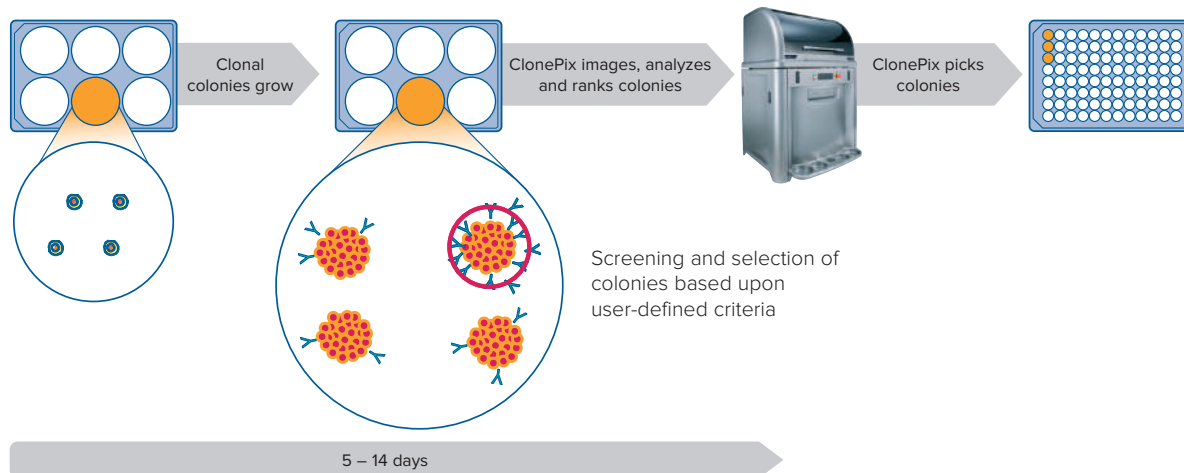 Clonal
colonies grow
ClonePix images, analyzes
and ranks colonies
ClonePix picks
colonies
Screening and selection of
colonies based upon
user-defined criteria
5 – 14 days